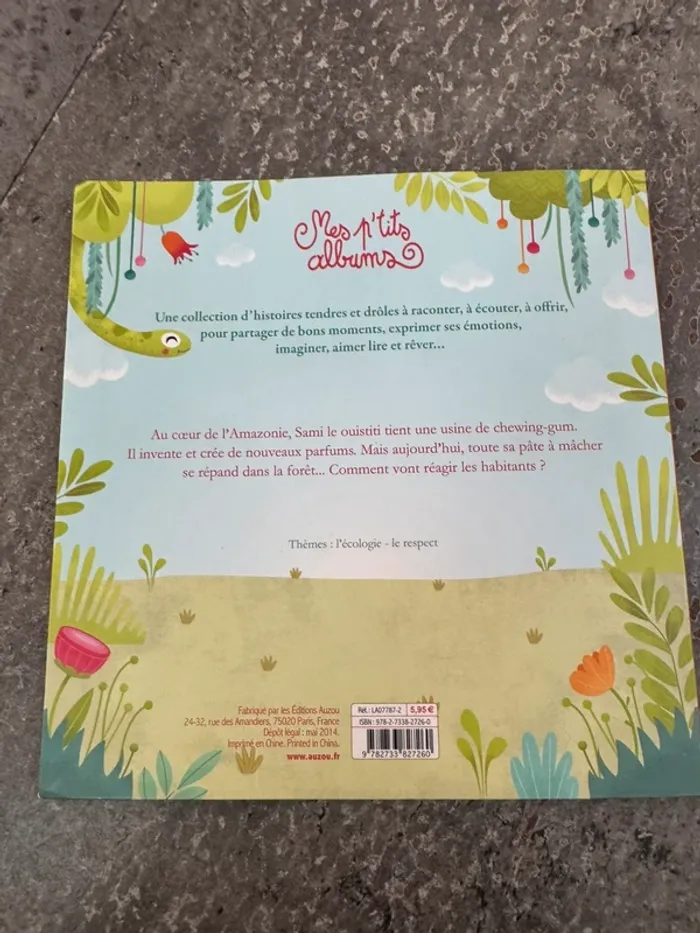 Mes p'tits
albums
Une collection d'histoires tendres et drôles à raconter, à écouter, à offrir,
pour partager de bons moments, exprimer ses émotions,
imaginer, aimer lire et rêver...
Au cœur de l'Amazonie, Sami le ouistiti tient une usine de chewing-gum.
Il invente et crée de nouveaux parfums. Mais aujourd'hui, toute sa pâte à mâcher
se répand dans la forêt... Comment vont réagir les habitants ?
Thèmes : l'écologie - le respect
Fabriqué par les Éditions Auzou
24-32, rue des Amandiers, 75020 Paris, France
Dépôt légal : mai 2014.
Imprimé en Chine. Printed in China.
www.auzou.fr
Réf.: LA07787-2 5,95 €
ISBN : 978-2-7338-2726-0
9 782733 827260